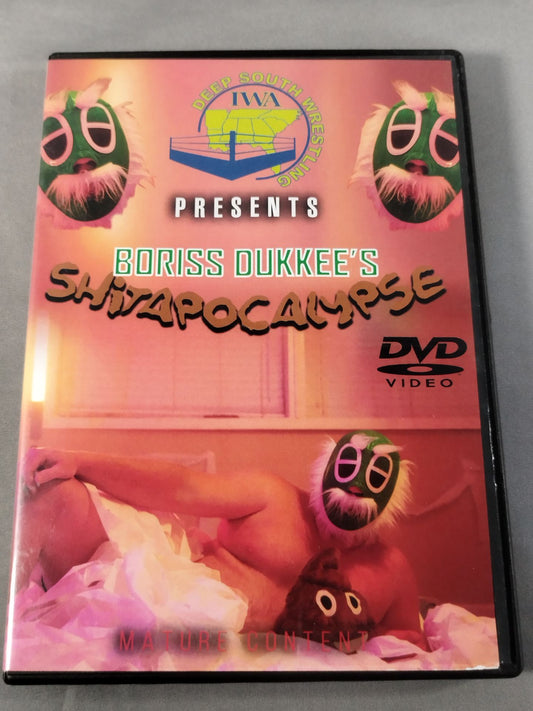 DEEP SOUTH WRESTLING
IWA
PRESENTS
BORISS DUKKEE'S
SHiTAPOCALYPSE
DVD
VIDEO
MATURE CONTENT